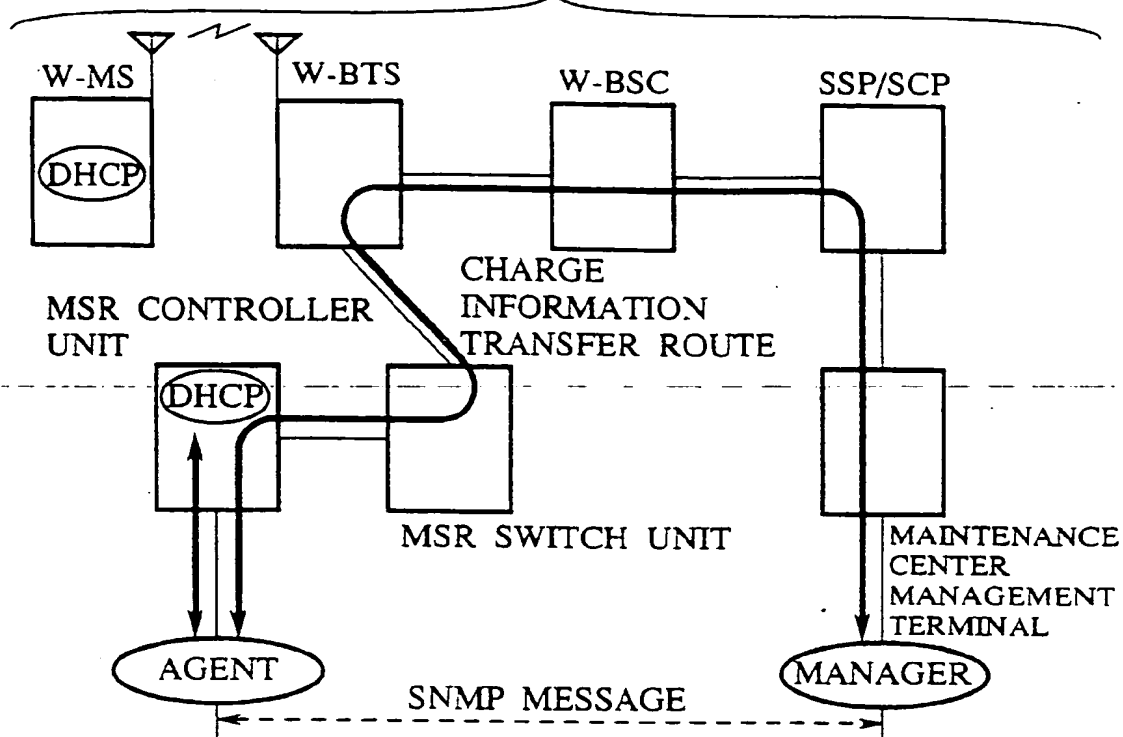 W-MS
W-BTS
W-BSC
SSP/SCP
DHCP
CHARGE
INFORMATION
TRANSFER ROUTE
MSR CONTROLLER
UNIT
DHCP
MSR SWITCH UNIT
MAINTENANCE
CENTER
MANAGEMENT
TERMINAL
AGENT
MANAGER
SNMP MESSAGE